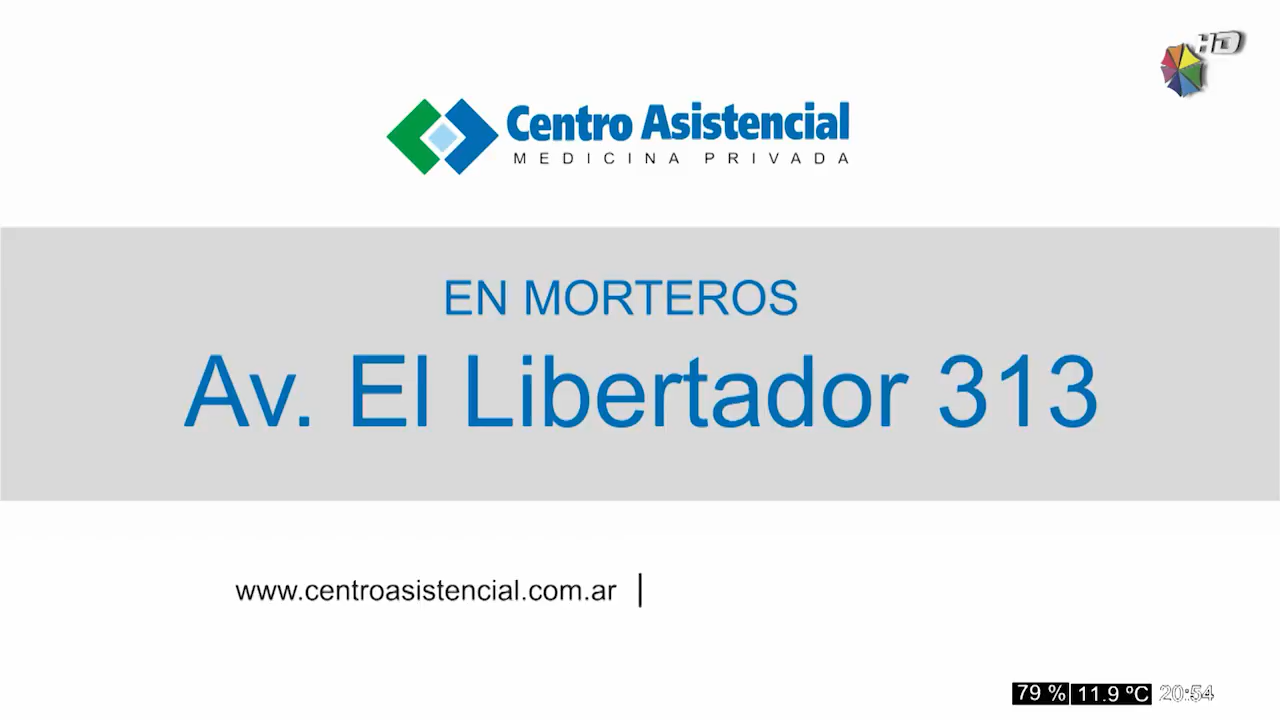 HD
Centro Asistencial
MEDICINA PRIVADA
EN MORTEROS
Av. El Libertador 313
www.centroasistencial.com.ar |
79 % 11.9 ºC 20:54